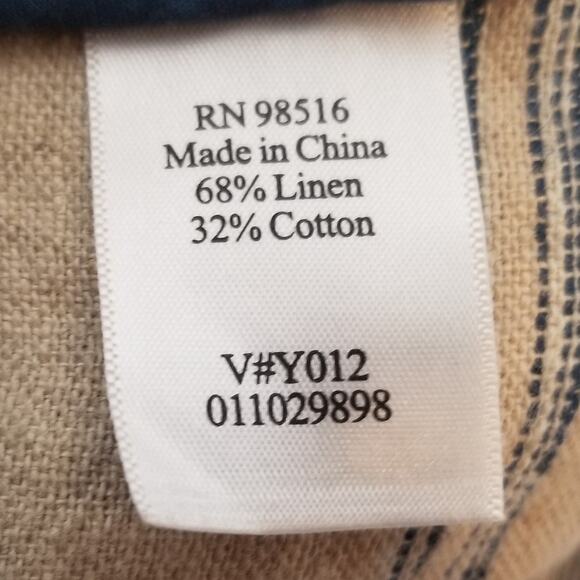 RN 98516
Made in China
68% Linen
32% Cotton
V#Y012
011029898